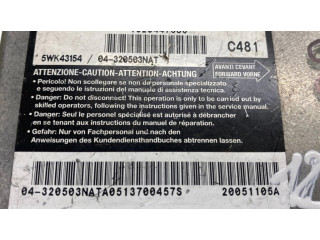 C481
5WK43154 / 04-320503NAT
AVANTI CEVANT
FORWARD VORNE
ATTENZIONE-CAUTION-ATTENTION-ACHTUNG
• Pericolo! Non scollegare se non da personale specializzato
e seguendo le istruzioni del manuale di assistenza tecnica.
• Danger: Do not disconnect! This operation is only to be carried out by
skilled operators, following the instructions given in the service manual.
• Danger: Seul le personel spécialisé est autorisé à débrancher
en se tenant aux instructions du manual de réparation.
• Gefahr: Nur von Fachpersonal und nach den
Anweisungen des Kundendiensthandbuches abtrennen lassen.
04-320503NATA0513700457S
20051105A